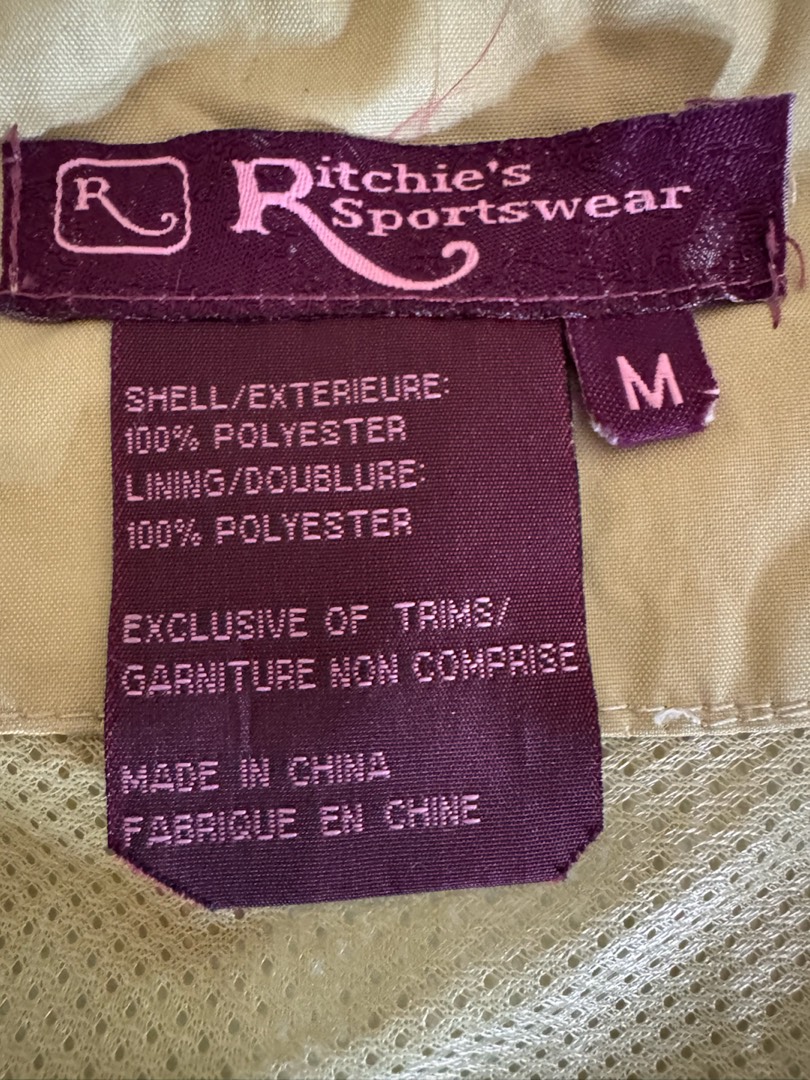 R
Ritchie's
Sportswear
M
SHELL/EXTERIEURE:
100% POLYESTER
LINING/DOUBLURE:
100% POLYESTER
EXCLUSIVE OF TRIMS/
GARNITURE NON COMPRISE
MADE IN CHINA
FABRIQUE EN CHINE